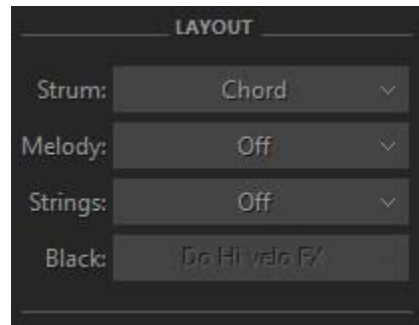 LAYOUT
Strum: Chord
Melody: Off
Strings: Off
Black: Do Hi velo FX